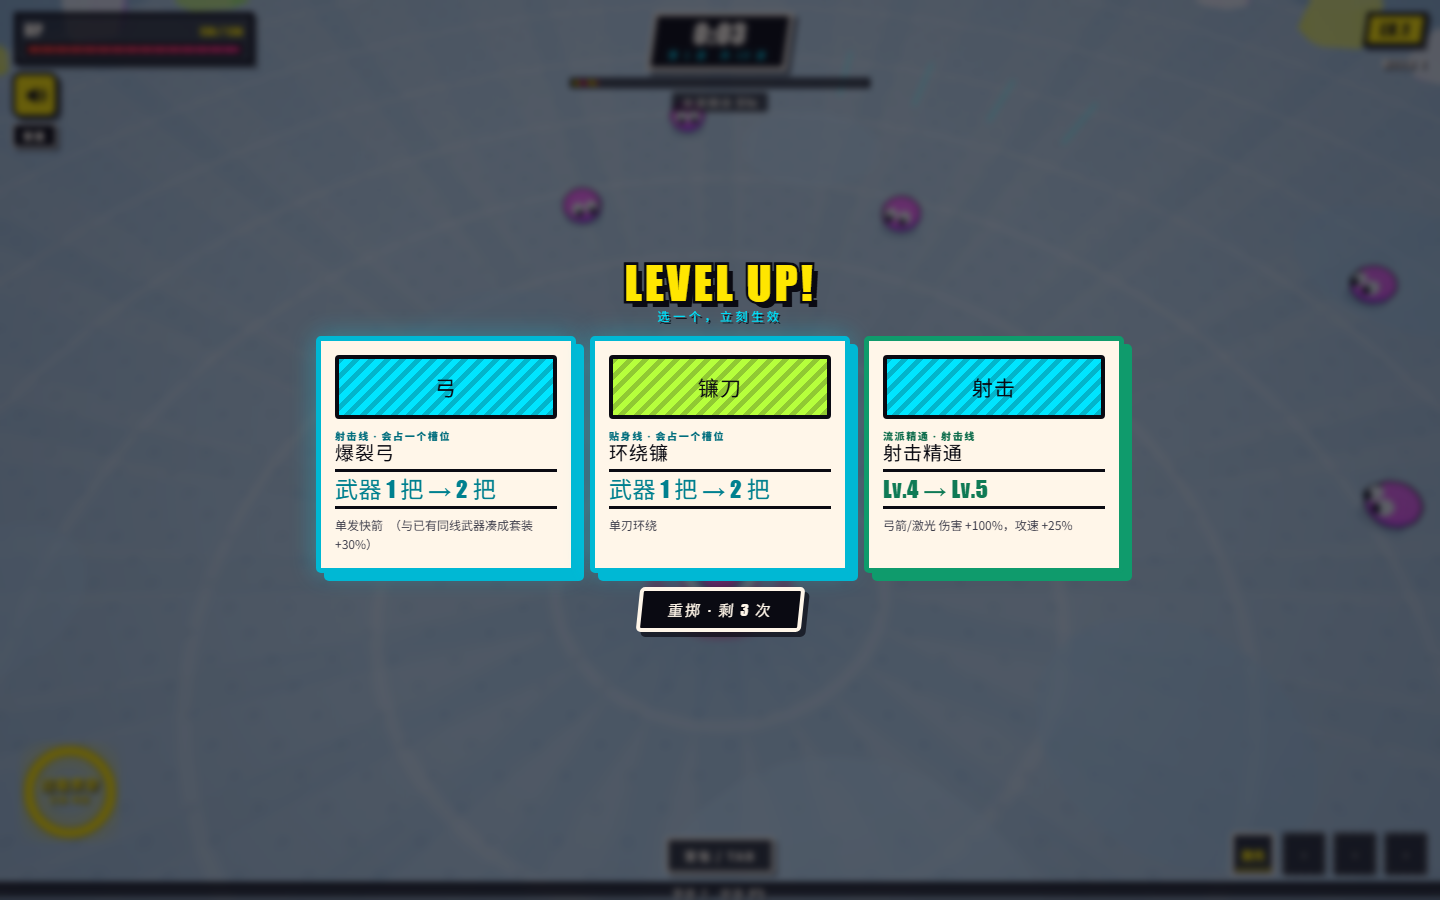 0:03
LEVEL UP!
选一个，立刻生效
弓
射击线 · 会占一个槽位
爆裂弓
武器 1 把 → 2 把
单发快箭 （与已有同线武器凑成套装
+30%）
镰刀
贴身线 · 会占一个槽位
环绕镰
武器 1 把 → 2 把
单刃环绕
射击
流派精通 · 射击线
射击精通
Lv.4 → Lv.5
弓箭/激光 伤害 +100%，攻速 +25%
重掷 · 剩 3 次